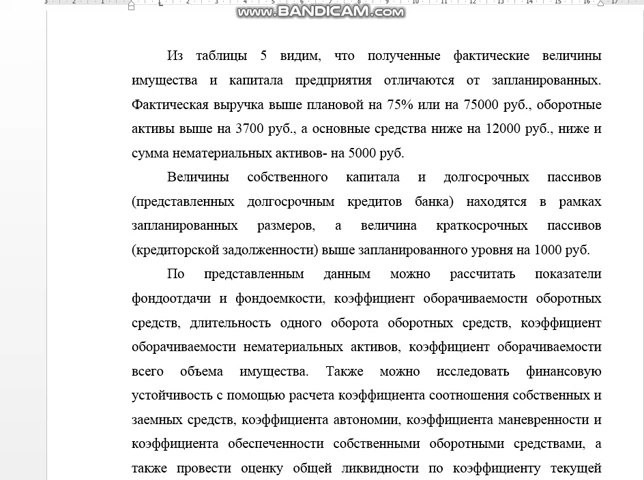 www.BANDICAM.com
Из таблицы 5 видим, что полученные фактические величины
имущества и капитала предприятия отличаются от запланированных.
Фактическая выручка выше плановой на 75% или на 75000 руб., оборотные
активы выше на 3700 руб., а основные средства ниже на 12000 руб., ниже и
сумма нематериальных активов- на 5000 руб.
Величины собственного капитала и долгосрочных пассивов
(представленных долгосрочным кредитов банка) находятся в рамках
запланированных размеров, а величина краткосрочных пассивов
(кредиторской задолженности) выше запланированного уровня на 1000 руб.
По представленным данным можно рассчитать показатели
фондоотдачи и фондоемкости, коэффициент оборачиваемости оборотных
средств, длительность одного оборота оборотных средств, коэффициент
оборачиваемости нематериальных активов, коэффициент оборачиваемости
всего объема имущества. Также можно исследовать финансовую
устойчивость с помощью расчета коэффициента соотношения собственных и
заемных средств, коэффициента автономии, коэффициента маневренности и
коэффициента обеспеченности собственными оборотными средствами, а
также провести оценку общей ликвидности по коэффициенту текущей